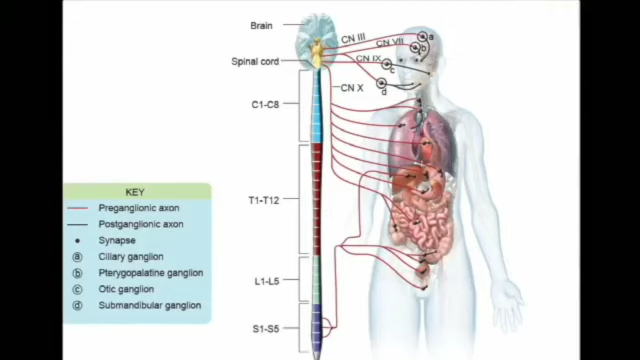 Brain
CN III
a
CN VII
b
Spinal cord
CN IX
c
CN X
d
C1-C8
T1-T12
L1-L5
S1-S5
KEY
Preganglionic axon
Postganglionic axon
Synapse
a Ciliary ganglion
b Pterygopalatine ganglion
c Otic ganglion
d Submandibular ganglion